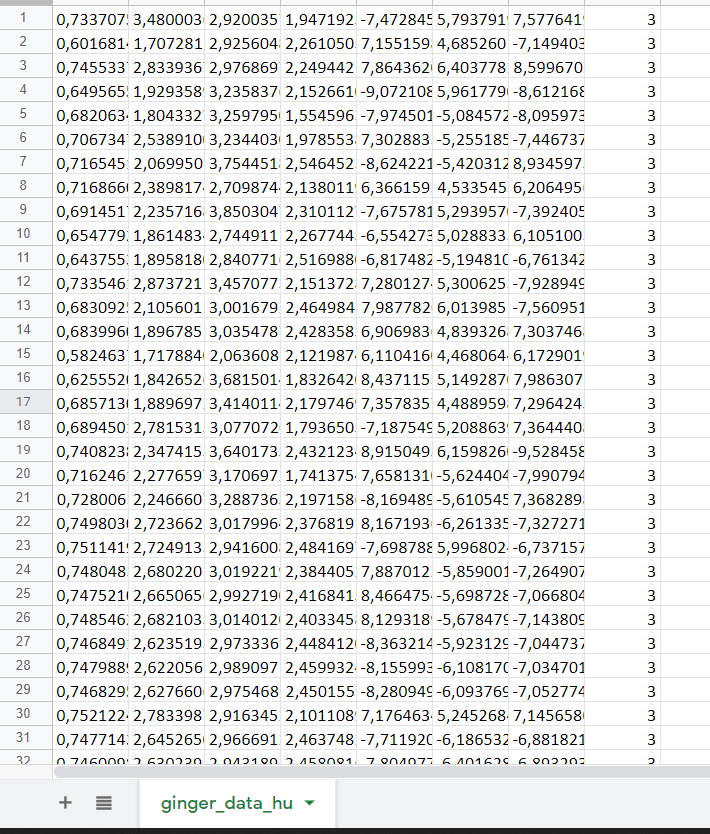 1 0,733707 3,480003 2,920035 1,947192 -7,472845 5,793791 7,577641 3
2 0,601681 1,707281 2,925604 2,261050 7,155159 4,685260 -7,149403 3
3 0,745533 2,833936 2,976869 2,249442 7,864362 6,403778 8,599670 3
4 0,649565 1,929358 3,235837 2,152661 -9,072108 5,961779 -8,612168 3
5 0,682063 1,804332 3,259795 1,554596 -7,974501 -5,084572 -8,095973 3
6 0,706734 2,538910 3,234403 1,978553 7,302883 -5,255185 -7,446737 3
7 0,716545 2,069950 3,754451 2,546452 -8,624221 -5,420312 8,934597 3
8 0,716866 2,389817 2,709874 2,138011 6,366159 4,533545 6,206495 3
9 0,691451 2,235716 3,850304 2,310112 -7,675781 5,293957 -7,392405 3
10 0,654779 1,861483 2,744911 2,267744 -6,554273 5,028833 6,105100 3
11 0,643755 1,895818 2,840771 2,516988 -6,817482 -5,194810 -6,761342 3
12 0,733546 2,873721 3,457077 2,151372 7,280127 5,300625 -7,928949 3
13 0,683092 2,105601 3,001679 2,464984 7,987782 6,013985 -7,560951 3
14 0,683996 1,896785 3,035478 2,428358 6,906983 4,839326 7,303746 3
15 0,582463 1,717884 2,063608 2,121987 6,110416 4,468064 6,172901 3
16 0,625552 1,842652 3,681501 1,832642 8,437115 5,149287 7,986307 3
17 0,685713 1,889697 3,414011 2,179746 7,357835 4,488959 7,296424 3
18 0,689450 2,781531 3,077072 1,793650 -7,187549 5,208863 7,364440 3
19 0,740823 2,347415 3,640173 2,432123 8,915049 6,159826 -9,528458 3
20 0,716246 2,277659 3,170697 1,741375 7,658131 -5,624404 -7,990794 3
21 0,728006 2,246660 3,288736 2,197158 -8,169489 -5,610545 7,368289 3
22 0,749803 2,723662 3,017996 2,376819 8,167193 -6,261335 -7,327271 3
23 0,751141 2,724913 2,941600 2,484169 -7,698788 5,996802 -6,737157 3
24 0,748048 2,680220 3,019221 2,384405 7,887012 -5,859001 -7,264907 3
25 0,747521 2,665065 2,992719 2,416841 8,466475 -5,698728 -7,066804 3
26 0,748546 2,682103 3,014012 2,403345 8,129318 -5,678479 -7,143809 3
27 0,746849 2,623519 2,973336 2,448412 -8,363214 -5,923129 -7,044737 3
28 0,747988 2,622056 2,989097 2,459932 -8,155993 -6,108170 -7,034701 3
29 0,746829 2,627660 2,975468 2,450155 -8,280949 -6,093769 -7,052774 3
30 0,752122 2,783398 2,916345 2,101108 7,176463 5,245268 7,145658 3
31 0,747714 2,645265 2,966691 2,463748 -7,711920 -6,186532 -6,881821 3
32
ginger_data_hu